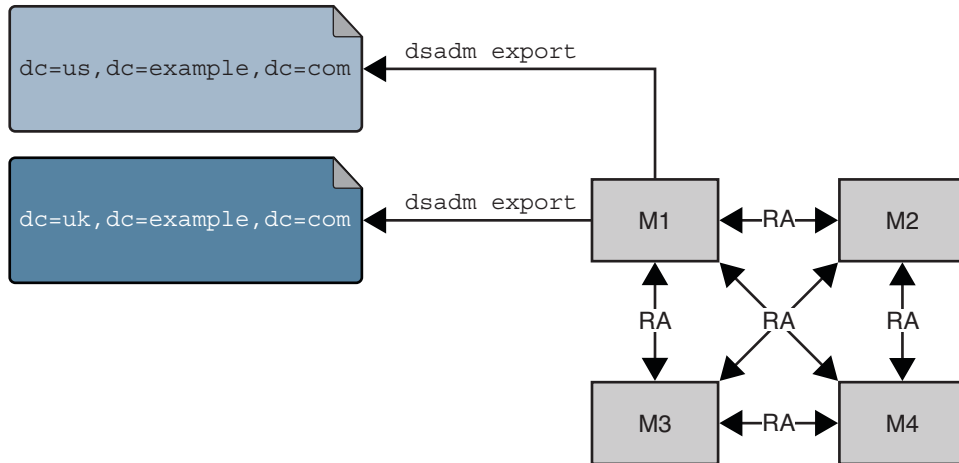 dsadm export
dc=us,dc=example,dc=com
dsadm export
dc=uk,dc=example,dc=com
M1
RA
M2
RA
RA
RA
M3
RA
M4